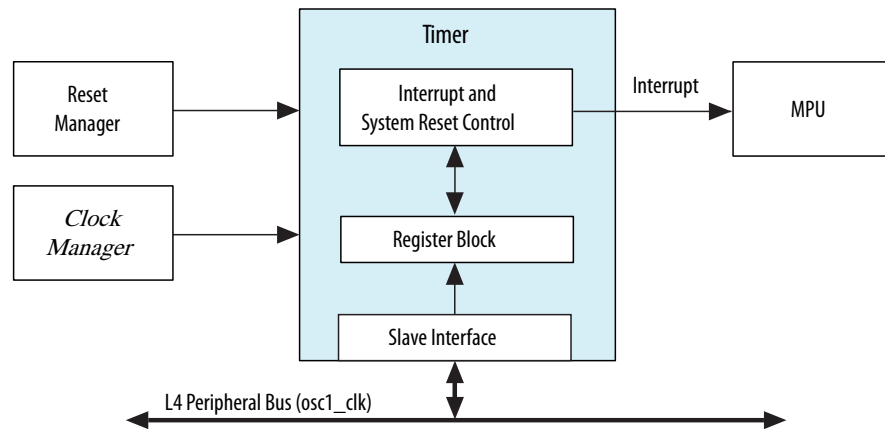 Timer
Reset
Manager
Interrupt and
System Reset Control
Interrupt
MPU
Clock
Manager
Register Block
Slave Interface
L4 Peripheral Bus (osc1_clk)